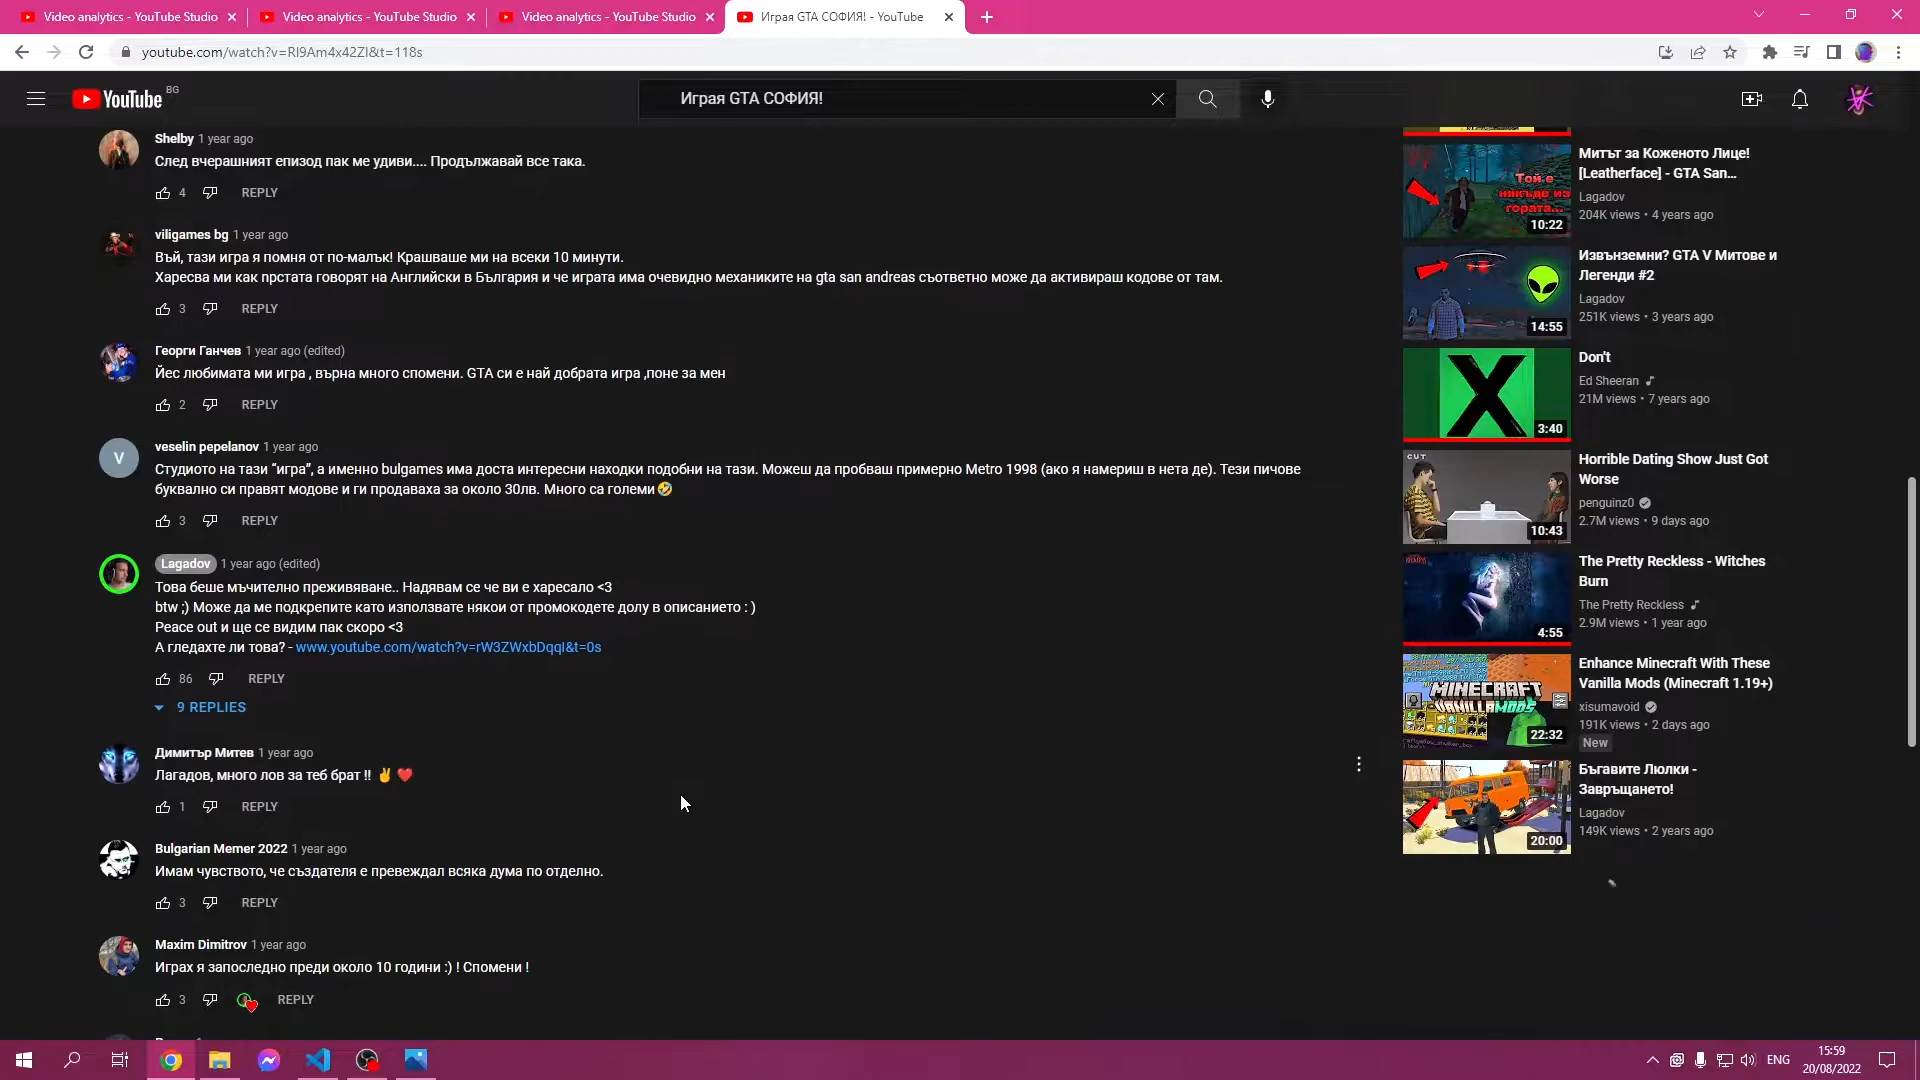 Video analytics - YouTube Studio
Video analytics - YouTube Studio
Video analytics - YouTube Studio
Играя GTA СОФИЯ! - YouTube
youtube.com/watch?v=RI9Am4x42ZI&t=118s
YouTube BG
Играя GTA СОФИЯ!
Shelby 1 year ago
След вчерашният епизод пак ме удиви.... Продължавай все така.
4 REPLY
viligames bg 1 year ago
Въй, тази игра я помня от по-малък! Крашваше ми на всеки 10 минути.
Харесва ми как npстата говорят на Английски в България и че играта има очевидно механиките на gta san andreas съответно може да активираш кодове от там.
3 REPLY
Георги Ганчев 1 year ago (edited)
Йес любимата ми игра , върна много спомени. GTA си е най добрата игра ,поне за мен
2 REPLY
V
veselin pepelanov 1 year ago
Студиото на тази "игра", а именно bulgames има доста интересни находки подобни на тази. Можеш да пробваш примерно Metro 1998 (ако я намериш в нета де). Тези пичове
буквално си правят модове и ги продаваха за около 30лв. Много са големи🤣
3 REPLY
Lagadov 1 year ago (edited)
Това беше мъчително преживяване.. Надявам се че ви е харесало <3
btw ;) Може да ме подкрепите като използвате някои от промокодете долу в описанието : )
Peace out и ще се видим пак скоро <3
А гледахте ли това? - www.youtube.com/watch?v=rW3ZWxbDqqI&t=0s
86 REPLY
9 REPLIES
Димитър Митев 1 year ago
Лагадов, много лов за теб брат !! ✌️ ❤️
1 REPLY
Bulgarian Memer 2022 1 year ago
Имам чувството, че създателя е превеждал всяка дума по отделно.
3 REPLY
Maxim Dimitrov 1 year ago
Играх я запоследно преди около 10 години :) ! Спомени !
3 REPLY
Той е
някъде из
гората...
10:22
Митът за Коженото Лице!
[Leatherface] - GTA San...
Lagadov
204K views • 4 years ago
14:55
Извънземни? GTA V Митове и
Легенди #2
Lagadov
251K views • 3 years ago
3:40
Don't
Ed Sheeran
21M views • 7 years ago
CUT
10:43
Horrible Dating Show Just Got
Worse
penguinz0
2.7M views • 9 days ago
4:55
The Pretty Reckless - Witches
Burn
The Pretty Reckless
2.9M views • 1 year ago
MINECRAFT
VANILLA MODS
22:32
Enhance Minecraft With These
Vanilla Mods (Minecraft 1.19+)
xisumavoid
191K views • 2 days ago
New
20:00
Бъгавите Люлки -
Завръщането!
Lagadov
149K views • 2 years ago
ENG
15:59
20/08/2022